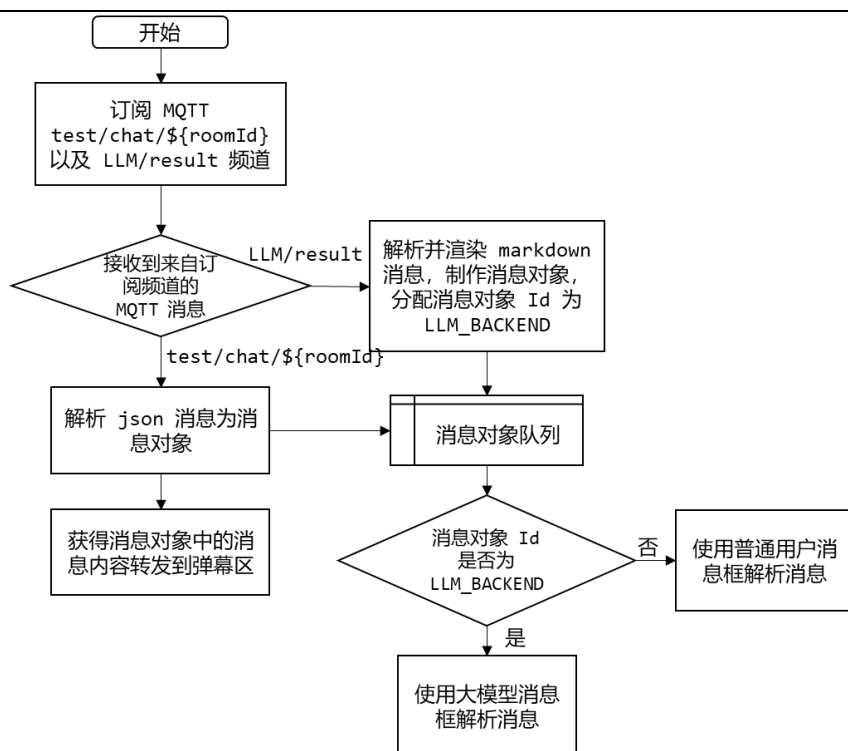 开始
订阅 MQTT
test/chat/${roomId}
以及 LLM/result 频道
接收到来自订
阅频道的
MQTT 消息
LLM/result
解析并渲染 markdown
消息，制作消息对象，
分配消息对象 Id 为
LLM_BACKEND
test/chat/${roomId}
解析 json 消息为消
息对象
消息对象队列
获得消息对象中的消
息内容转发到弹幕区
消息对象 Id
是否为
LLM_BACKEND
否
使用普通用户消
息框解析消息
是
使用大模型消息
框解析消息